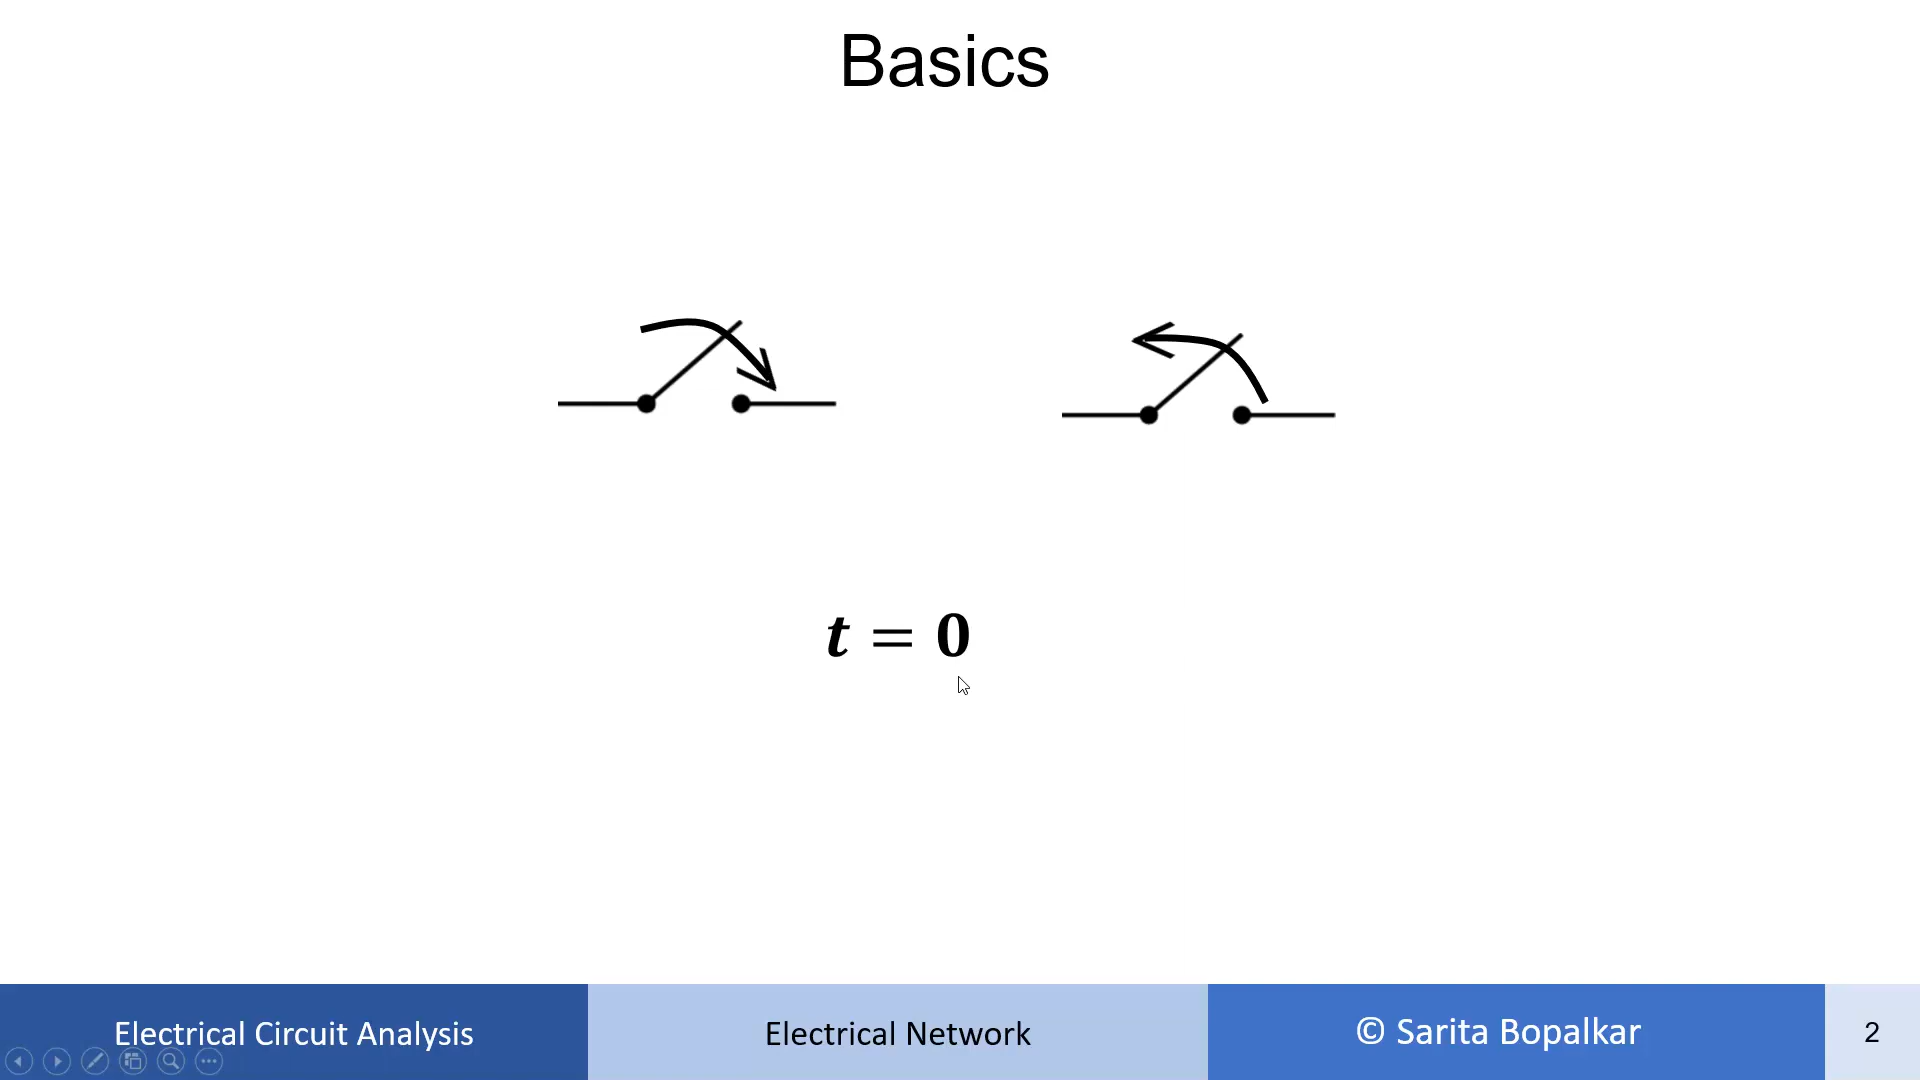 Basics
t = 0
Electrical Circuit Analysis
Electrical Network
© Sarita Bopalkar
2